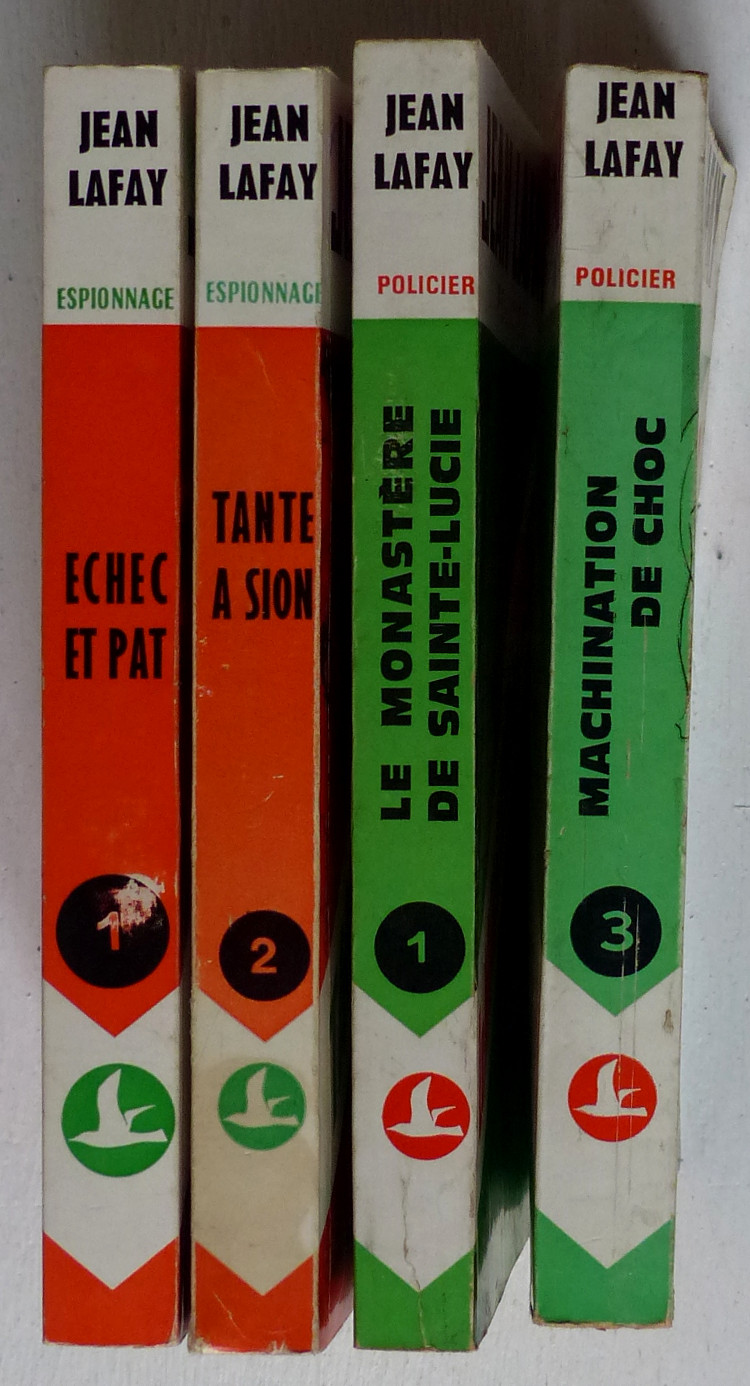 JEAN
LAFAY
ESPIONNAGE
ECHEC
ET PAT
1
JEAN
LAFAY
ESPIONNAGE
TANTE
A SION
2
JEAN
LAFAY
POLICIER
LE MONASTÈRE
DE SAINTE-LUCIE
1
JEAN
LAFAY
POLICIER
MACHINATION
DE CHOC
3